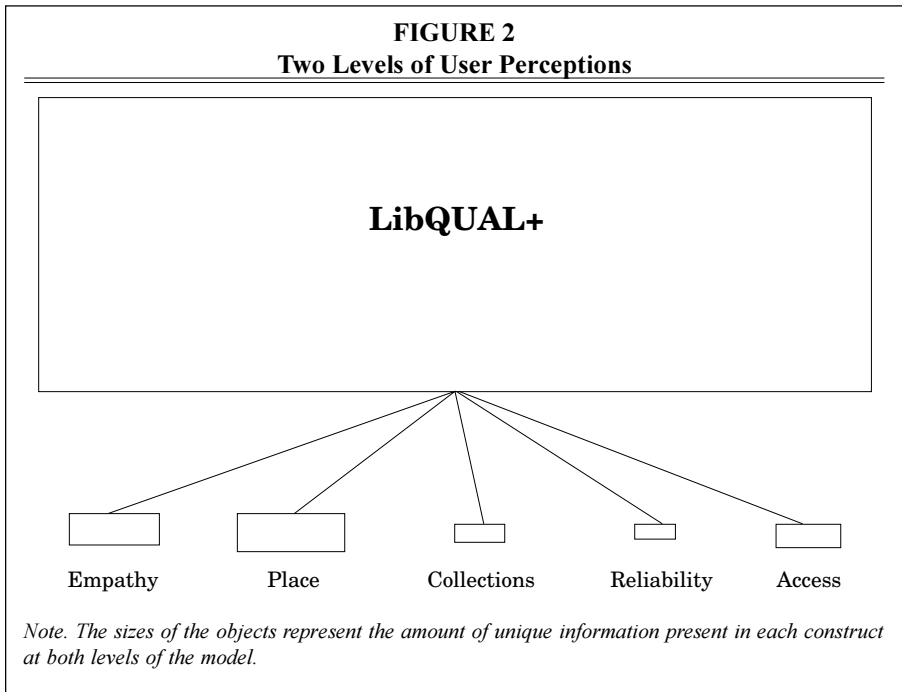 FIGURE 2
Two Levels of User Perceptions
LibQUAL+
Empathy Place Collections Reliability Access
Note. The sizes of the objects represent the amount of unique information present in each construct
at both levels of the model.